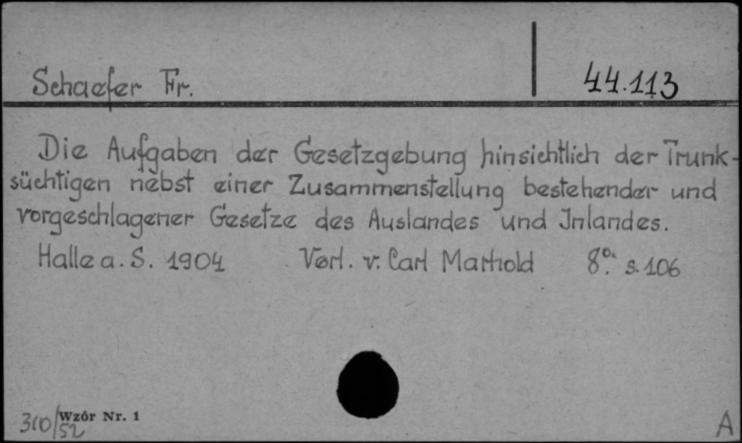 Schaefer Fr. 44.113
Die Aufgaben der Gesetzgebung hinsichtlich der Trunk-
süchtigen nebst einer Zusammenstellung bestehender und
vorgeschlagener Gesetze des Auslandes und Inlandes.
Halle a. S. 1904 Verl. v. Carl Marhold 8o. s. 106
310/52 Wzór Nr. 1 A